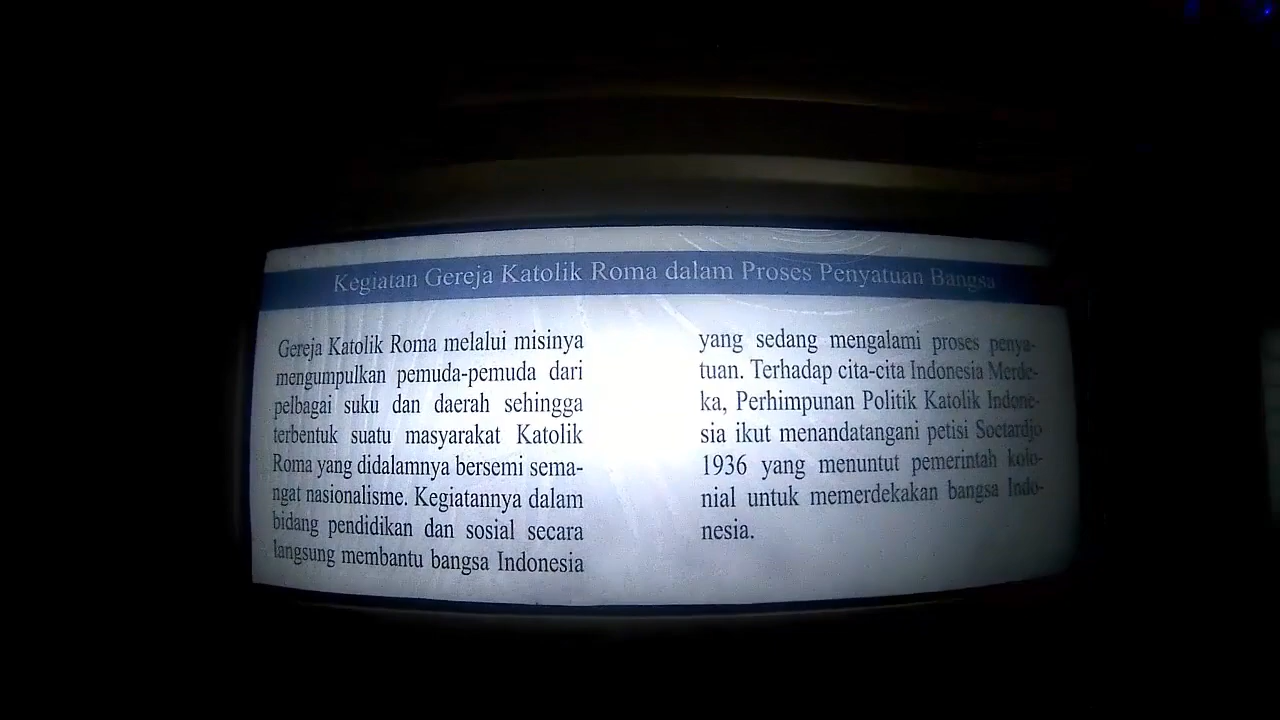 Kegiatan Gereja Katolik Roma dalam Proses Penyatuan Bangsa
Gereja Katolik Roma melalui misinya
mengumpulkan pemuda-pemuda dari
pelbagai suku dan daerah sehingga
terbentuk suatu masyarakat Katolik
Roma yang didalamnya bersemi sema-
ngat nasionalisme. Kegiatannya dalam
bidang pendidikan dan sosial secara
langsung membantu bangsa Indonesia
yang sedang mengalami proses penya-
tuan. Terhadap cita-cita Indonesia Merde-
ka, Perhimpunan Politik Katolik Indone-
sia ikut menandatangani petisi Soetardjo
1936 yang menuntut pemerintah kolo-
nial untuk memerdekakan bangsa Indo-
nesia.